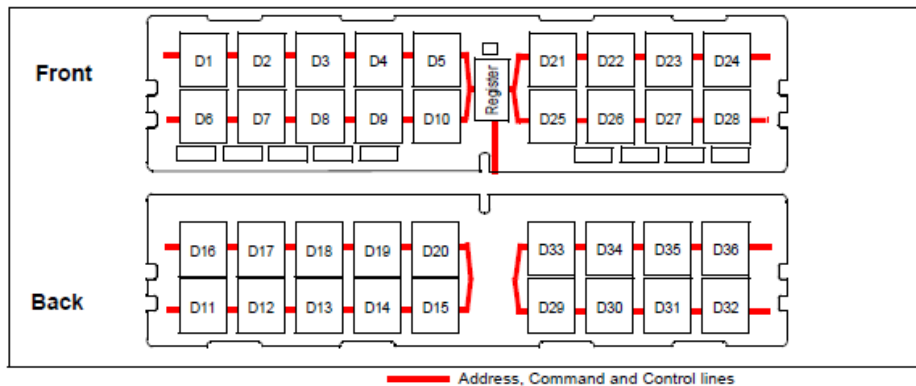 D1 D2 D3 D4 D5 D21 D22 D23 D24
Front
Register
D6 D7 D8 D9 D10 D25 D26 D27 D28
D16 D17 D18 D19 D20 D33 D34 D35 D36
Back
D11 D12 D13 D14 D15 D29 D30 D31 D32
Address, Command and Control lines